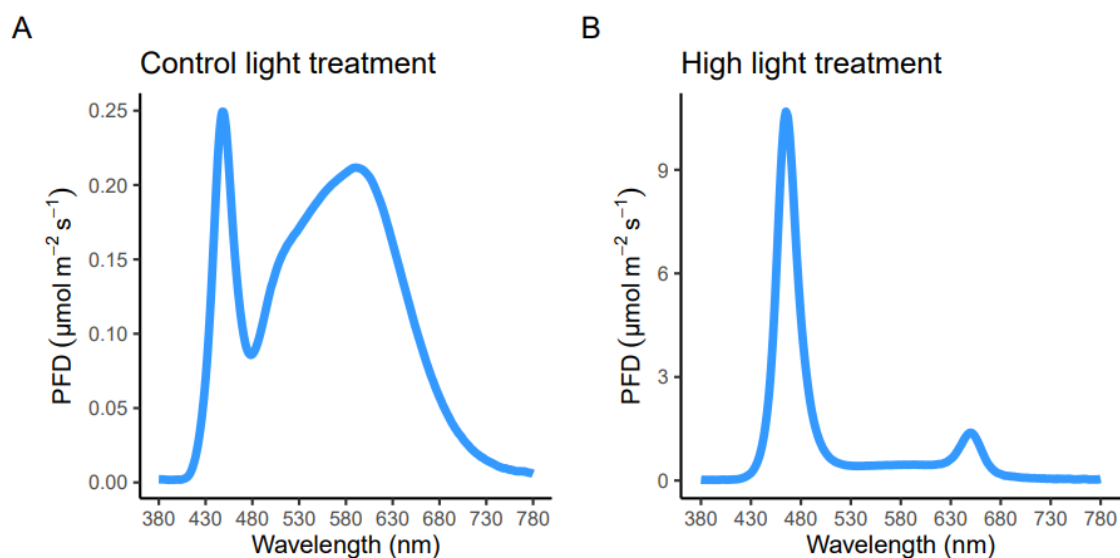 A
Control light treatment
PFD (μmol m⁻² s⁻¹)
0.25
0.20
0.15
0.10
0.05
0.00
380 430 480 530 580 630 680 730 780
Wavelength (nm)
B
High light treatment
PFD (μmol m⁻² s⁻¹)
9
6
3
0
380 430 480 530 580 630 680 730 780
Wavelength (nm)